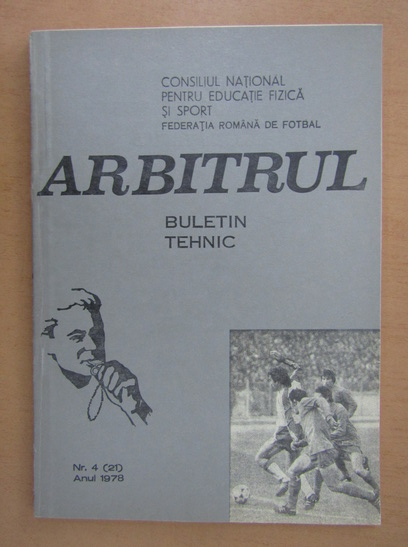 CONSILIUL NAȚIONAL
PENTRU EDUCAȚIE FIZICĂ
ȘI SPORT
FEDERAȚIA ROMÂNĂ DE FOTBAL
ARBITRUL
BULETIN
TEHNIC
Nr. 4 (21)
Anul 1978